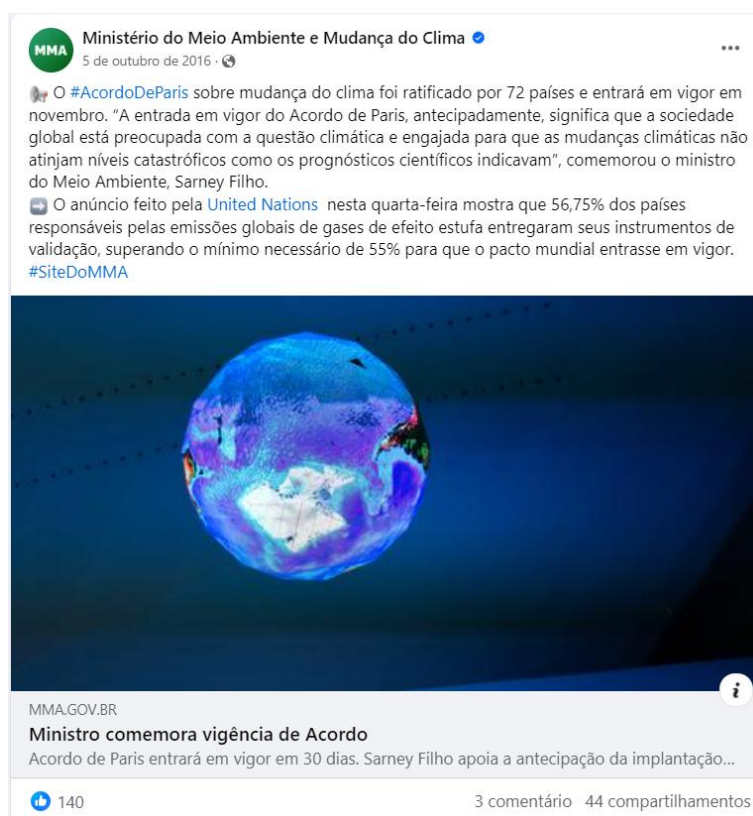 MMA
Ministério do Meio Ambiente e Mudança do Clima
5 de outubro de 2016 ·
O #AcordoDeParis sobre mudança do clima foi ratificado por 72 países e entrará em vigor em
novembro. “A entrada em vigor do Acordo de Paris, antecipadamente, significa que a sociedade
global está preocupada com a questão climática e engajada para que as mudanças climáticas não
atinjam níveis catastróficos como os prognósticos científicos indicavam”, comemorou o ministro
do Meio Ambiente, Sarney Filho.
➡️ O anúncio feito pela United Nations nesta quarta-feira mostra que 56,75% dos países
responsáveis pelas emissões globais de gases de efeito estufa entregaram seus instrumentos de
validação, superando o mínimo necessário de 55% para que o pacto mundial entrasse em vigor.
#SiteDoMMA
MMA.GOV.BR
Ministro comemora vigência de Acordo
Acordo de Paris entrará em vigor em 30 dias. Sarney Filho apoia a antecipação da implantação...
140
3 comentário 44 compartilhamentos